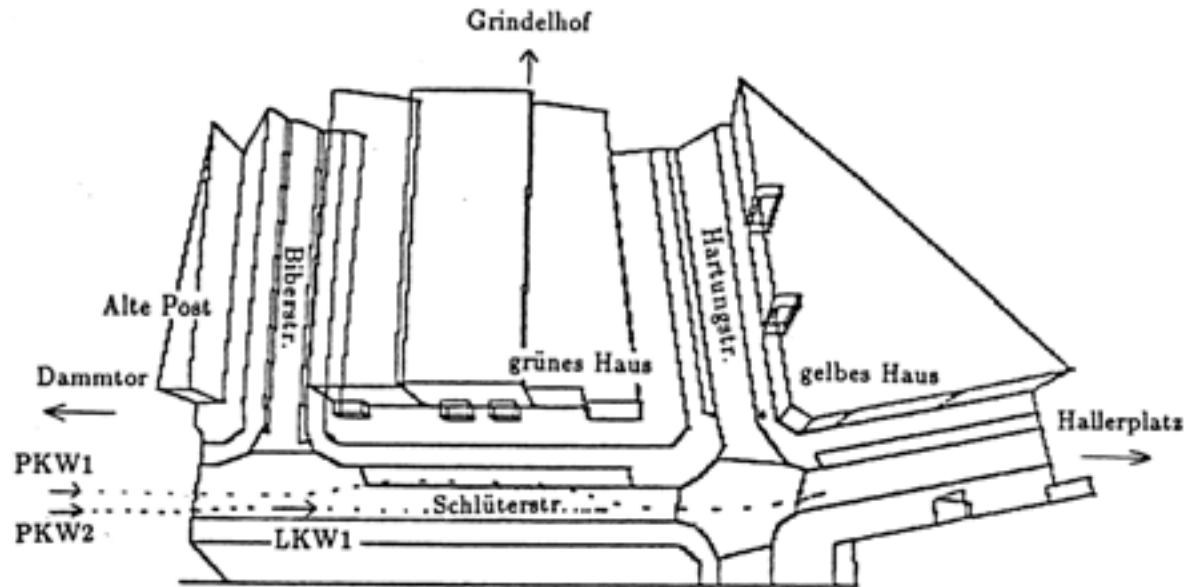 Grindelhof
Biberstr.
Hartungstr.
Alte Post
grünes Haus
Dammtor
gelbes Haus
Hallerplatz
PKW1
Schlüterstr.
PKW2
LKW1